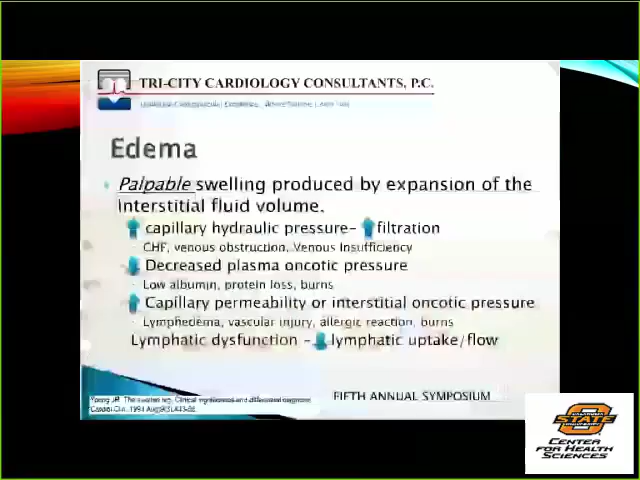 TRI-CITY CARDIOLOGY CONSULTANTS, P.C.
Edema
Palpable swelling produced by expansion of the
interstitial fluid volume.
capillary hydraulic pressure- filtration
CHF, venous obstruction, Venous Insufficiency
Decreased plasma oncotic pressure
Low albumin, protein loss, burns
Capillary permeability or interstitial oncotic pressure
Lymphedema, vascular injury, allergic reaction, burns
Lymphatic dysfunction - lymphatic uptake/flow
FIFTH ANNUAL SYMPOSIUM
STATE
CENTER
FOR HEALTH
SCIENCES